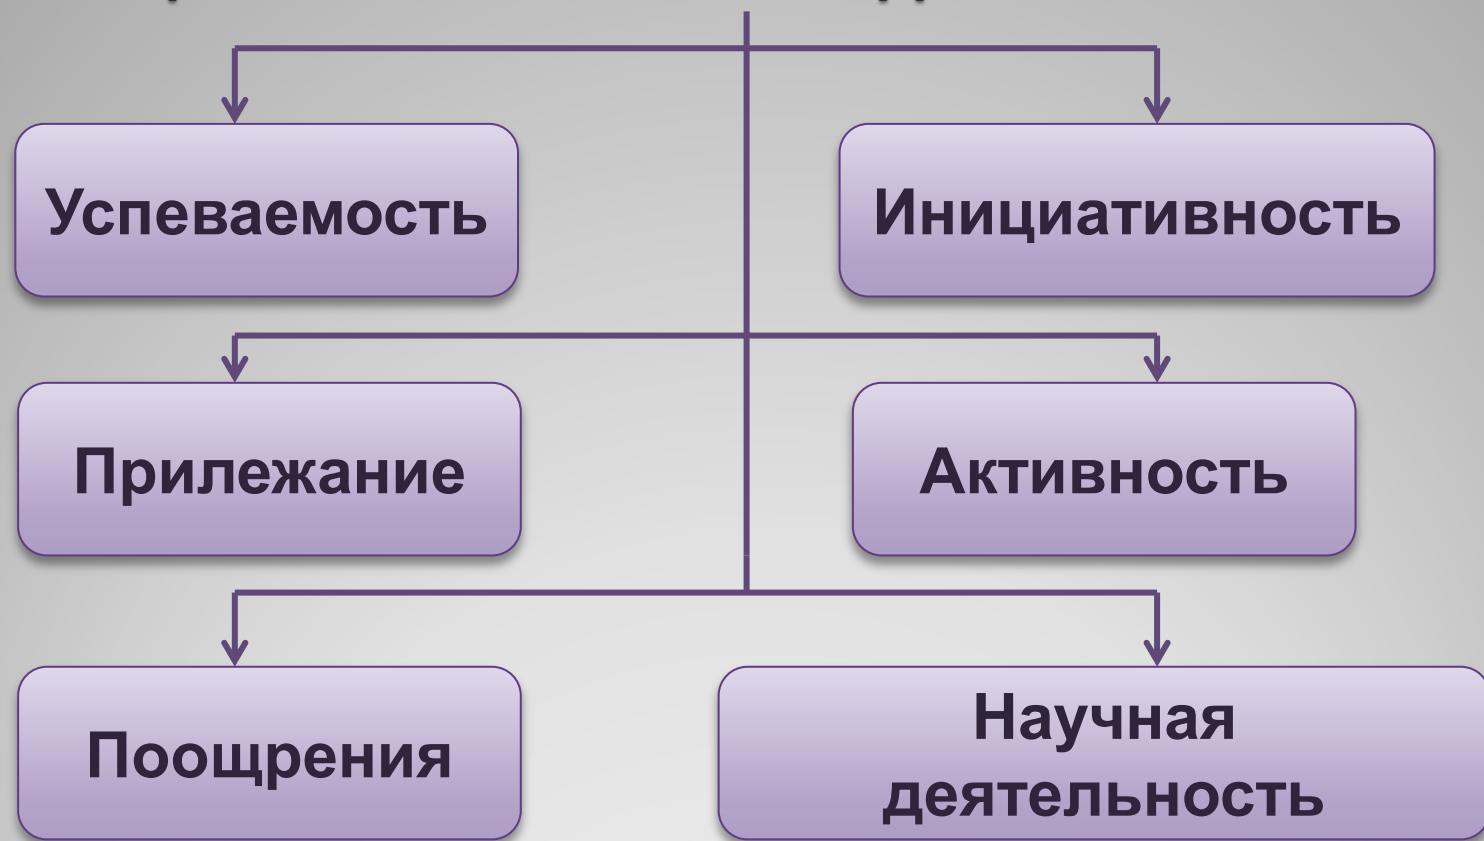 Успеваемость
Инициативность
Прилежание
Активность
Поощрения
Научная
деятельность